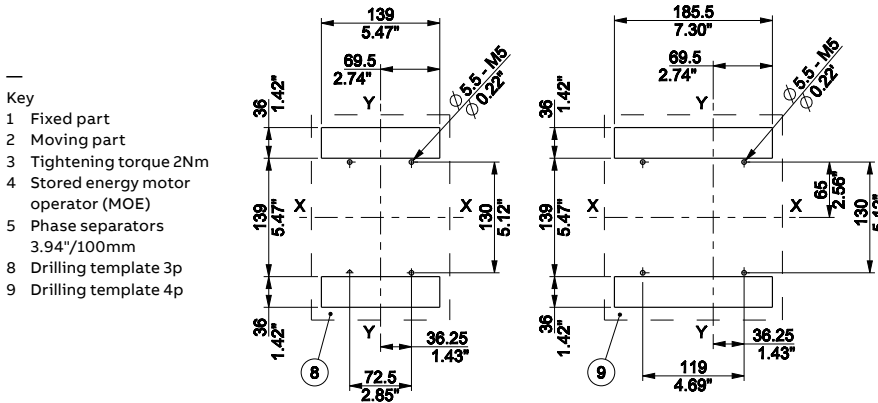 —
Key
1 Fixed part
2 Moving part
3 Tightening torque 2Nm
4 Stored energy motor
operator (MOE)
5 Phase separators
3.94"/100mm
8 Drilling template 3p
9 Drilling template 4p
139
5.47"
69.5
2.74"
36
1.42"
Y
∅ 5.5 - M5
∅ 0.22"
139
5.47"
X
X
130
5.12"
36
1.42"
Y
36.25
1.43"
8
72.5
2.85"
185.5
7.30"
69.5
2.74"
36
1.42"
Y
∅ 5.5 - M5
∅ 0.22"
139
5.47"
X
X
65
2.56"
130
36
1.42"
Y
36.25
1.43"
9
119
4.69"